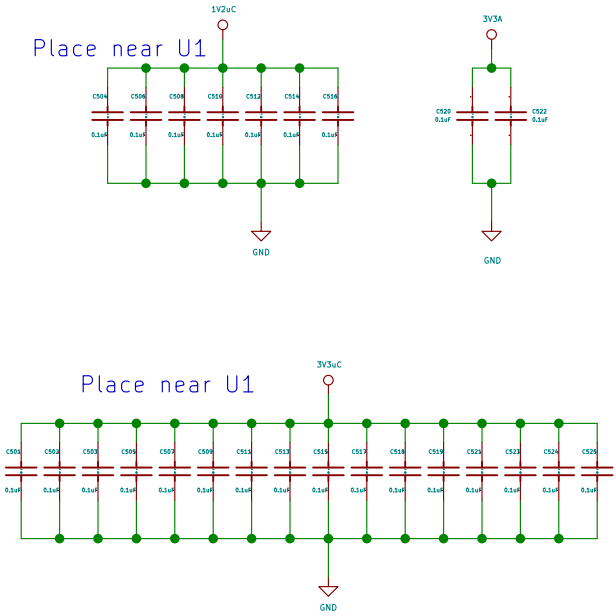 1V2uC
3V3A
Place near U1
C504 C506 C508 C510 C512 C514 C516
0.1uF 0.1uF 0.1uF 0.1uF 0.1uF 0.1uF 0.1uF
C520 C522
0.1uF 0.1uF
GND
GND
3V3uC
Place near U1
C501 C502 C503 C505 C507 C509 C511 C513 C515 C517 C518 C519 C521 C523 C524 C525
0.1uF 0.1uF 0.1uF 0.1uF 0.1uF 0.1uF 0.1uF 0.1uF 0.1uF 0.1uF 0.1uF 0.1uF 0.1uF 0.1uF 0.1uF 0.1uF
GND